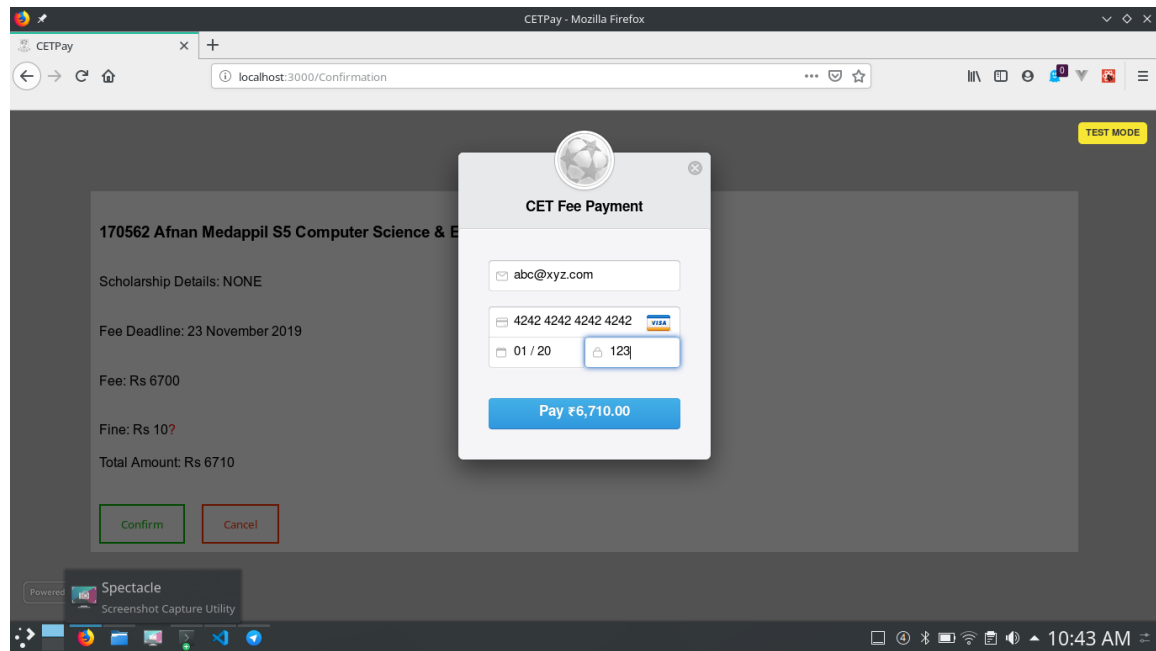 CETPay - Mozilla Firefox
CETPay
localhost:3000/Confirmation
0
TEST MODE
CET Fee Payment
170562 Afnan Medappil S5 Computer Science & E
abc@xyz.com
Scholarship Details: NONE
4242 4242 4242 4242 VISA
Fee Deadline: 23 November 2019
01 / 20 123
Fee: Rs 6700
Pay ₹6,710.00
Fine: Rs 10?
Total Amount: Rs 6710
Confirm Cancel
Powered
Spectacle
Screenshot Capture Utility
4 10:43 AM